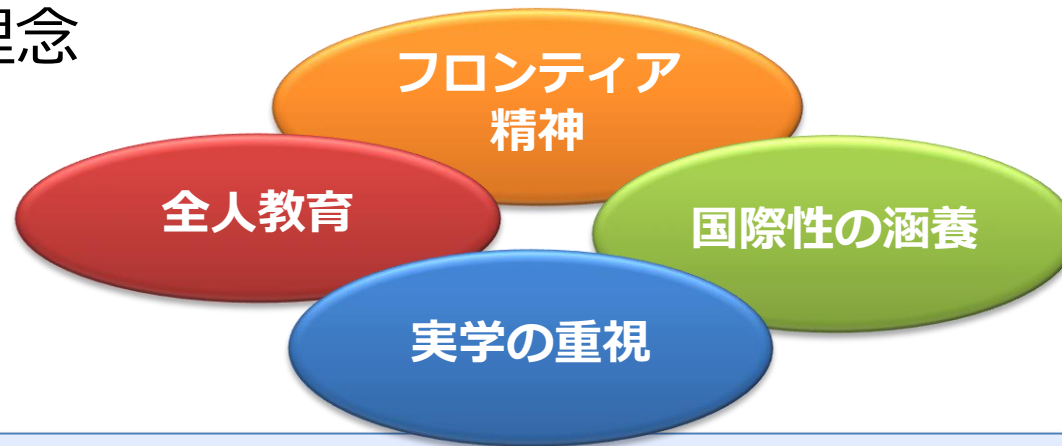 理念
フロンティア
精神
全人教育
国際性の涵養
実学の重視